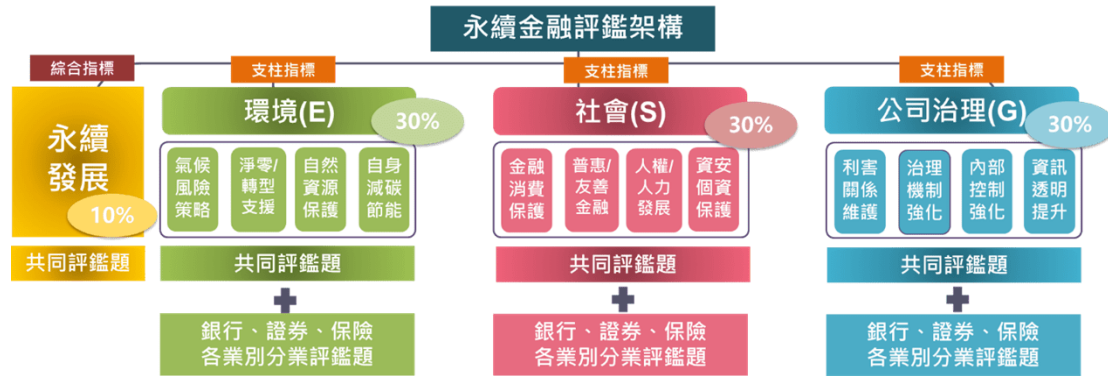 永續金融評鑑架構
綜合指標
支柱指標
支柱指標
支柱指標
永續
發展
10%
共同評鑑題
環境(E)
30%
氣候
風險
策略
淨零/
轉型
支援
自然
資源
保護
自身
減碳
節能
共同評鑑題
銀行、證券、保險
各業別分業評鑑題
社會(S)
30%
金融
消費
保護
普惠/
友善
金融
人權/
人力
發展
資安
個資
保護
共同評鑑題
銀行、證券、保險
各業別分業評鑑題
公司治理(G)
30%
利害
關係
維護
治理
機制
強化
內部
控制
強化
資訊
透明
提升
共同評鑑題
銀行、證券、保險
各業別分業評鑑題